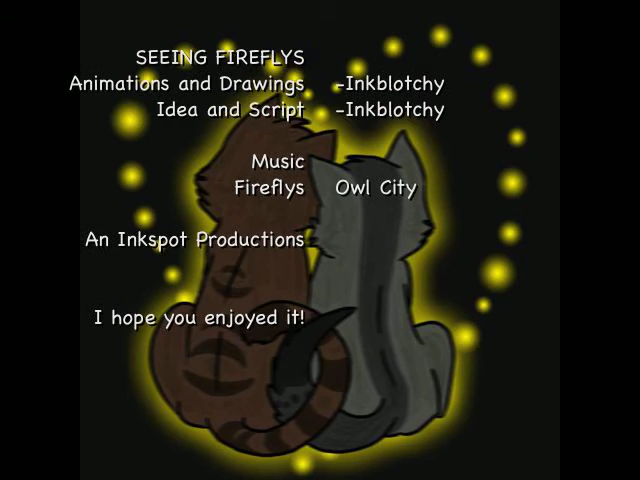 SEEING FIREFLYS
Animations and Drawings -Inkblotchy
Idea and Script -Inkblotchy
Music
Fireflys Owl City
An Inkspot Productions
I hope you enjoyed it!